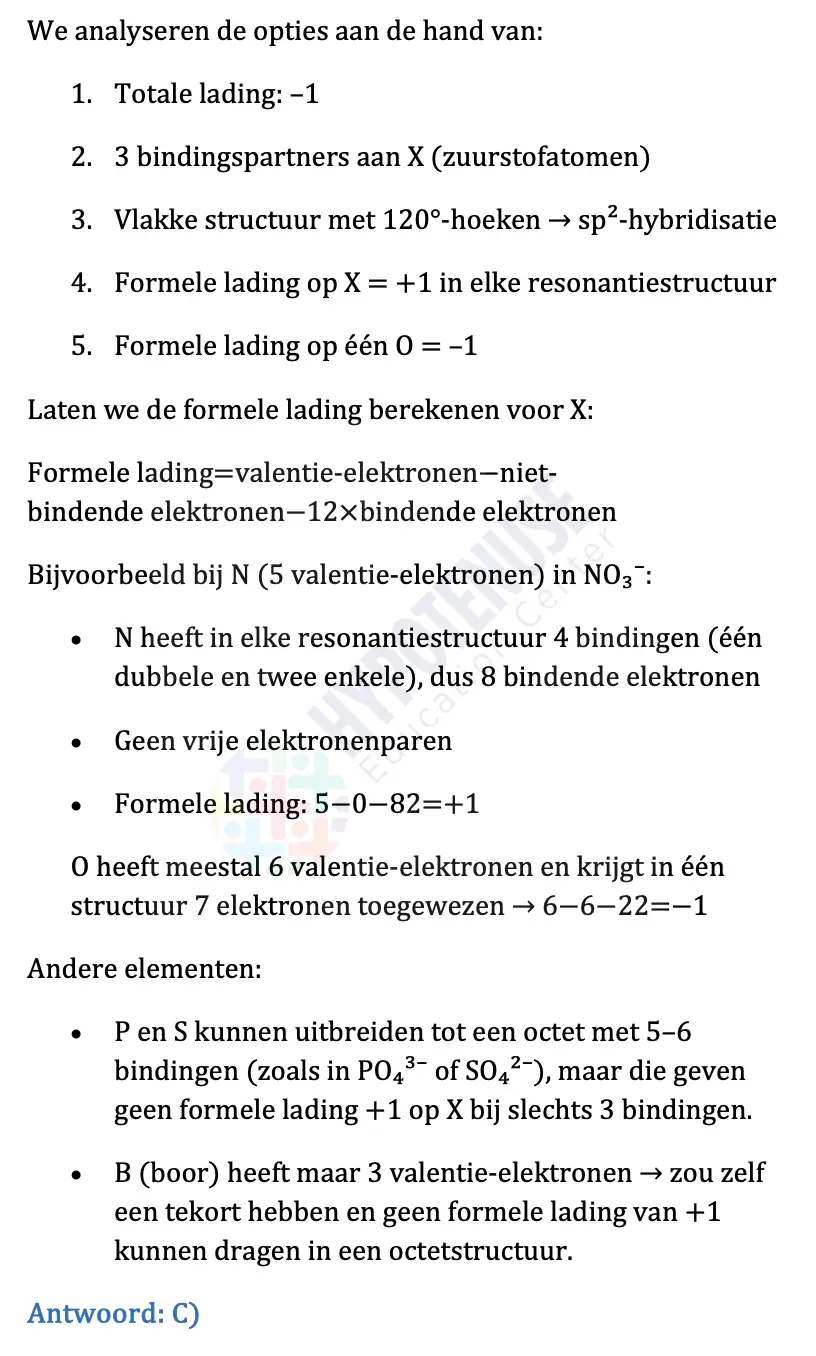 We analyseren de opties aan de hand van:
1. Totale lading: –1
2. 3 bindingspartners aan X (zuurstofatomen)
3. Vlakke structuur met 120°-hoeken → sp²-hybridisatie
4. Formele lading op X = +1 in elke resonantiestructuur
5. Formele lading op één O = –1
Laten we de formele lading berekenen voor X:
Formele lading=valentie-elektronen−niet-
bindende elektronen−12×bindende elektronen
Bijvoorbeeld bij N (5 valentie-elektronen) in NO₃⁻:
• N heeft in elke resonantiestructuur 4 bindingen (één
dubbele en twee enkele), dus 8 bindende elektronen
• Geen vrije elektronenparen
• Formele lading: 5−0−82=+1
O heeft meestal 6 valentie-elektronen en krijgt in één
structuur 7 elektronen toegewezen → 6−6−22=−1
Andere elementen:
• P en S kunnen uitbreiden tot een octet met 5–6
bindingen (zoals in PO₄³⁻ of SO₄²⁻), maar die geven
geen formele lading +1 op X bij slechts 3 bindingen.
• B (boor) heeft maar 3 valentie-elektronen → zou zelf
een tekort hebben en geen formele lading van +1
kunnen dragen in een octetstructuur.
Antwoord: C)
HYPOTENUSE
Education Center